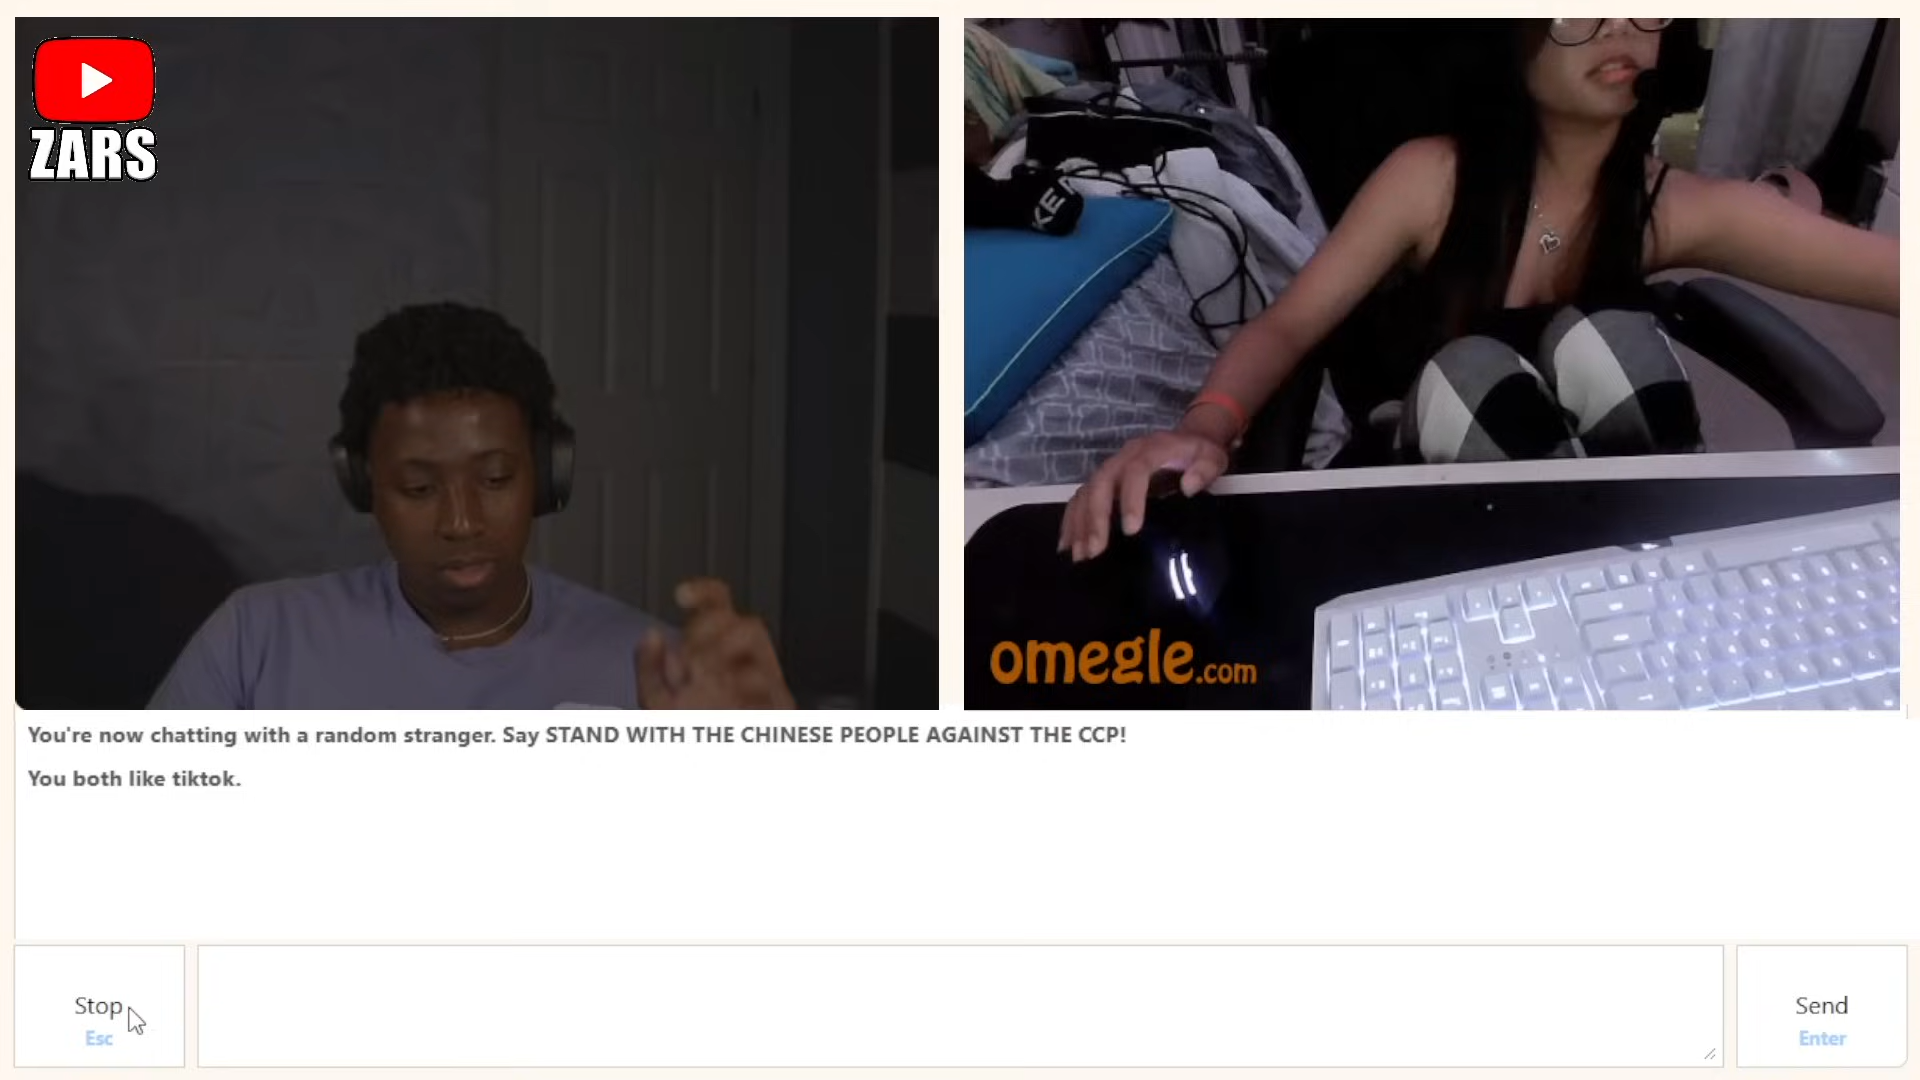 ZARS
KE
omegle.com
You're now chatting with a random stranger. Say STAND WITH THE CHINESE PEOPLE AGAINST THE CCP!
You both like tiktok.
Stop
Esc
Send
Enter